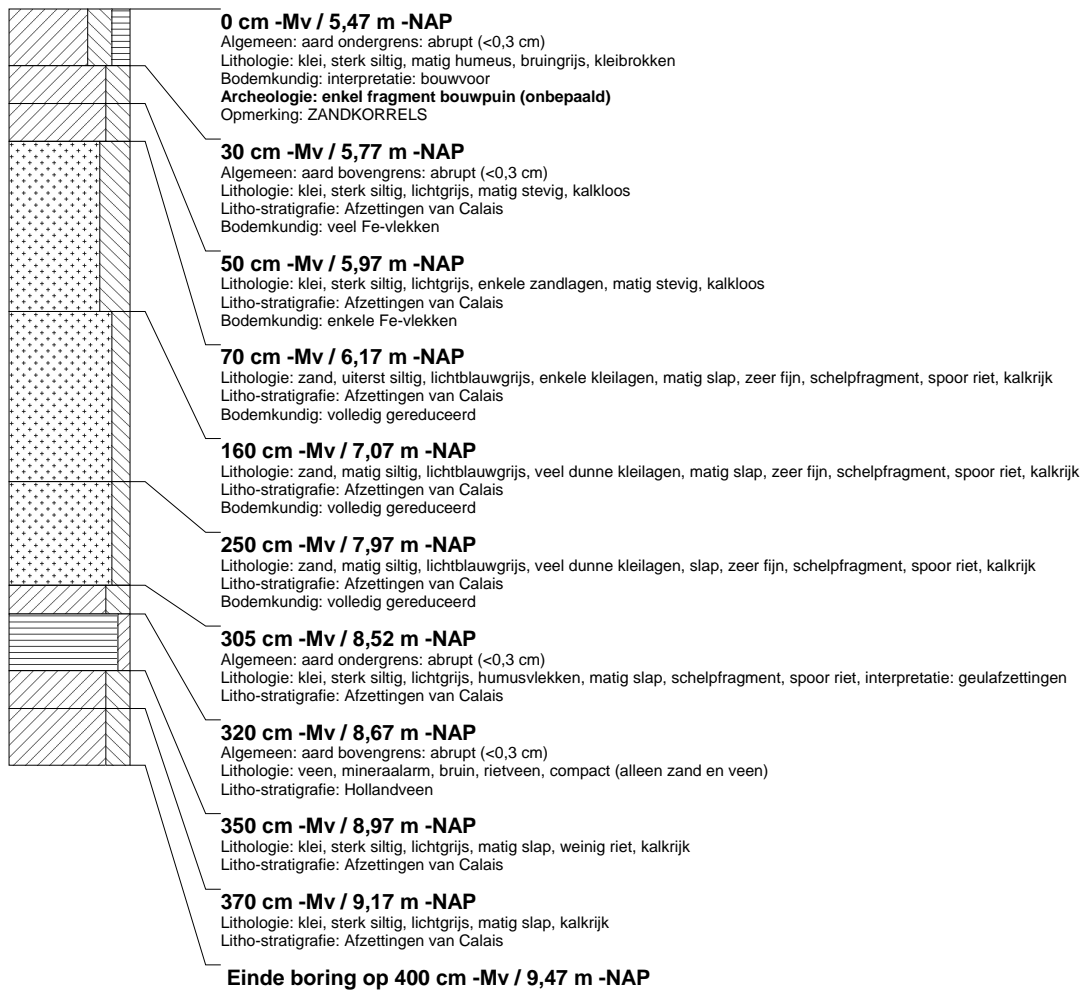 0 cm -Mv / 5,47 m -NAP
Algemeen: aard ondergrens: abrupt (<0,3 cm)
Lithologie: klei, sterk siltig, matig humeus, bruingrijs, kleibrokken
Bodemkundig: interpretatie: bouwvoor
Archeologie: enkel fragment bouwpuin (onbepaald)
Opmerking: ZANDKORRELS
30 cm -Mv / 5,77 m -NAP
Algemeen: aard bovengrens: abrupt (<0,3 cm)
Lithologie: klei, sterk siltig, lichtgrijs, matig stevig, kalkloos
Litho-stratigrafie: Afzettingen van Calais
Bodemkundig: veel Fe-vlekken
50 cm -Mv / 5,97 m -NAP
Lithologie: klei, sterk siltig, lichtgrijs, enkele zandlagen, matig stevig, kalkloos
Litho-stratigrafie: Afzettingen van Calais
Bodemkundig: enkele Fe-vlekken
70 cm -Mv / 6,17 m -NAP
Lithologie: zand, uiterst siltig, lichtblauwgrijs, enkele kleilagen, matig slap, zeer fijn, schelpfragment, spoor riet, kalkrijk
Litho-stratigrafie: Afzettingen van Calais
Bodemkundig: volledig gereduceerd
160 cm -Mv / 7,07 m -NAP
Lithologie: zand, matig siltig, lichtblauwgrijs, veel dunne kleilagen, matig slap, zeer fijn, schelpfragment, spoor riet, kalkrijk
Litho-stratigrafie: Afzettingen van Calais
Bodemkundig: volledig gereduceerd
250 cm -Mv / 7,97 m -NAP
Lithologie: zand, matig siltig, lichtblauwgrijs, veel dunne kleilagen, slap, zeer fijn, schelpfragment, spoor riet, kalkrijk
Litho-stratigrafie: Afzettingen van Calais
Bodemkundig: volledig gereduceerd
305 cm -Mv / 8,52 m -NAP
Algemeen: aard ondergrens: abrupt (<0,3 cm)
Lithologie: klei, sterk siltig, lichtgrijs, humusvlekken, matig slap, schelpfragment, spoor riet, interpretatie: geulafzettingen
Litho-stratigrafie: Afzettingen van Calais
320 cm -Mv / 8,67 m -NAP
Algemeen: aard bovengrens: abrupt (<0,3 cm)
Lithologie: veen, mineraalarm, bruin, rietveen, compact (alleen zand en veen)
Litho-stratigrafie: Hollandveen
350 cm -Mv / 8,97 m -NAP
Lithologie: klei, sterk siltig, lichtgrijs, matig slap, weinig riet, kalkrijk
Litho-stratigrafie: Afzettingen van Calais
370 cm -Mv / 9,17 m -NAP
Lithologie: klei, sterk siltig, lichtgrijs, matig slap, kalkrijk
Litho-stratigrafie: Afzettingen van Calais
Einde boring op 400 cm -Mv / 9,47 m -NAP